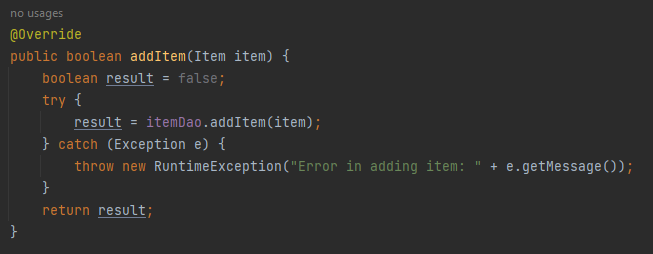 no usages
@Override
public boolean addItem(Item item) {
    boolean result = false;
    try {
        result = itemDao.addItem(item);
    } catch (Exception e) {
        throw new RuntimeException("Error in adding item: " + e.getMessage());
    }
    return result;
}